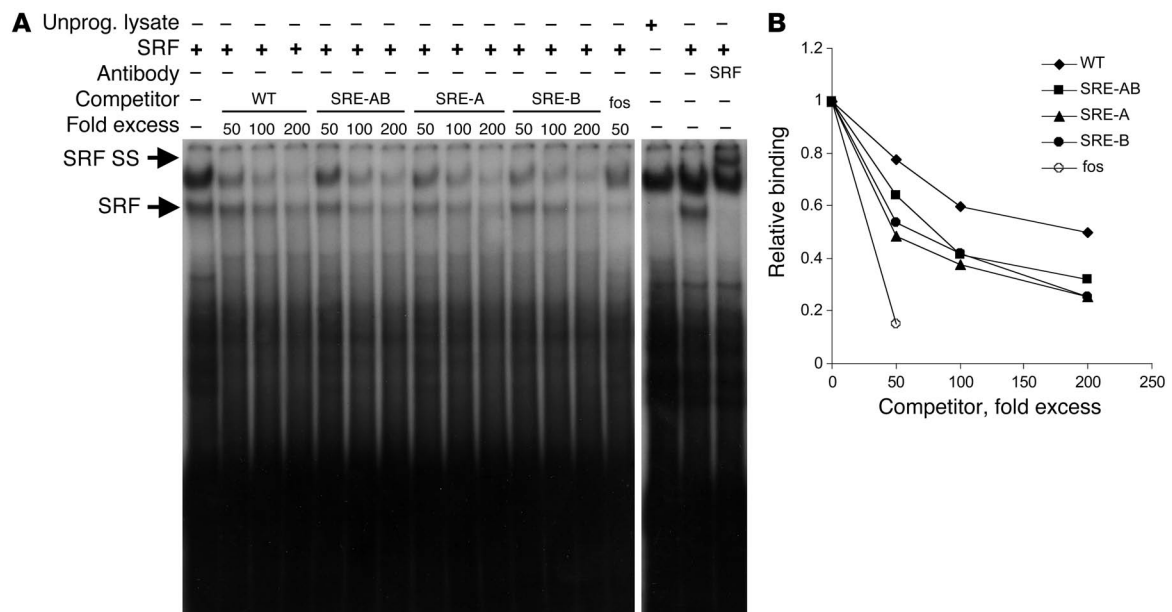 A
Unprog. lysate – – – – – – – – – – – – – – + – –
SRF + + + + + + + + + + + + + + – + +
Antibody – – – – – – – – – – – – – – – – SRF
Competitor – WT SRE-AB SRE-A SRE-B fos – – –
Fold excess – 50 100 200 50 100 200 50 100 200 50 100 200 50 – – –
SRF SS
SRF
B
Relative binding
1.2
1
0.8
0.6
0.4
0.2
0
0 50 100 150 200 250
Competitor, fold excess
WT
SRE-AB
SRE-A
SRE-B
fos